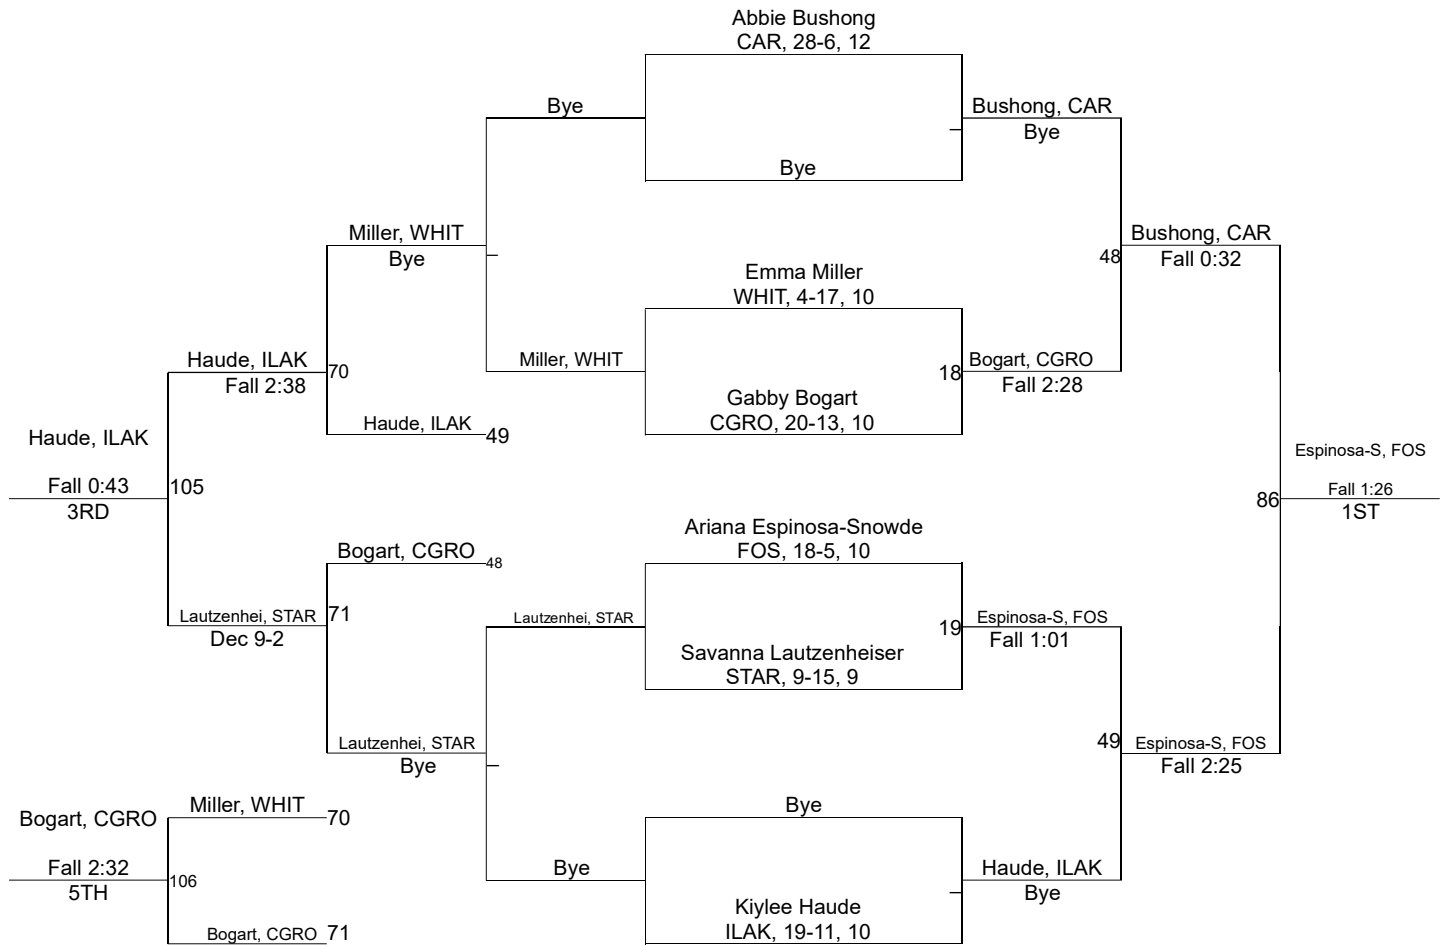 Abbie Bushong
CAR, 28-6, 12
Bye
Bushong, CAR
Bye
Bye
Miller, WHIT
Bye
Bushong, CAR
48
Fall 0:32
Emma Miller
WHIT, 4-17, 10
Haude, ILAK
70
Fall 2:38
Miller, WHIT
18
Bogart, CGRO
Fall 2:28
Gabby Bogart
CGRO, 20-13, 10
Haude, ILAK
49
Haude, ILAK
Fall 0:43
3RD
105
Espinosa-S, FOS
86
Fall 1:26
1ST
Ariana Espinosa-Snowde
FOS, 18-5, 10
Bogart, CGRO
48
Lautzenhei, STAR
71
Dec 9-2
Lautzenhei, STAR
19
Espinosa-S, FOS
Fall 1:01
Savanna Lautzenheiser
STAR, 9-15, 9
Lautzenhei, STAR
Bye
49
Espinosa-S, FOS
Fall 2:25
Bye
Miller, WHIT
70
Bogart, CGRO
Fall 2:32
5TH
106
Bye
Haude, ILAK
Bye
Kiylee Haude
ILAK, 19-11, 10
Bogart, CGRO
71